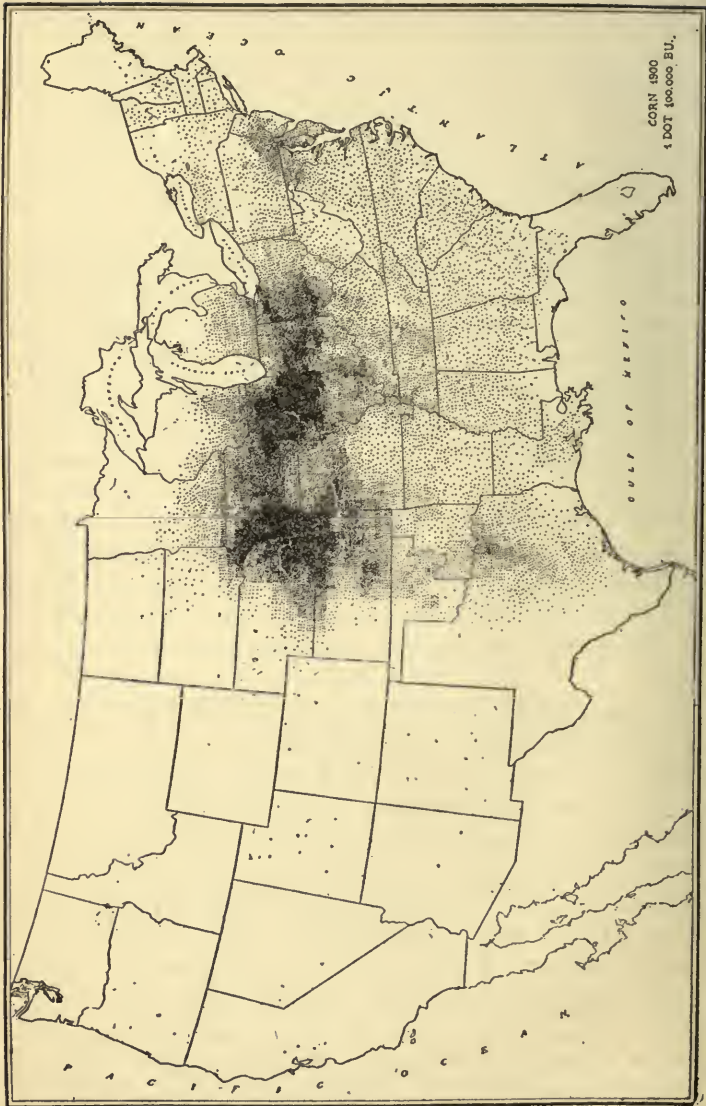 PACIFIC OCEAN
ATLANTIC OCEAN
GULF OF MEXICO
CORN 1900
1 DOT 100,000 BU.